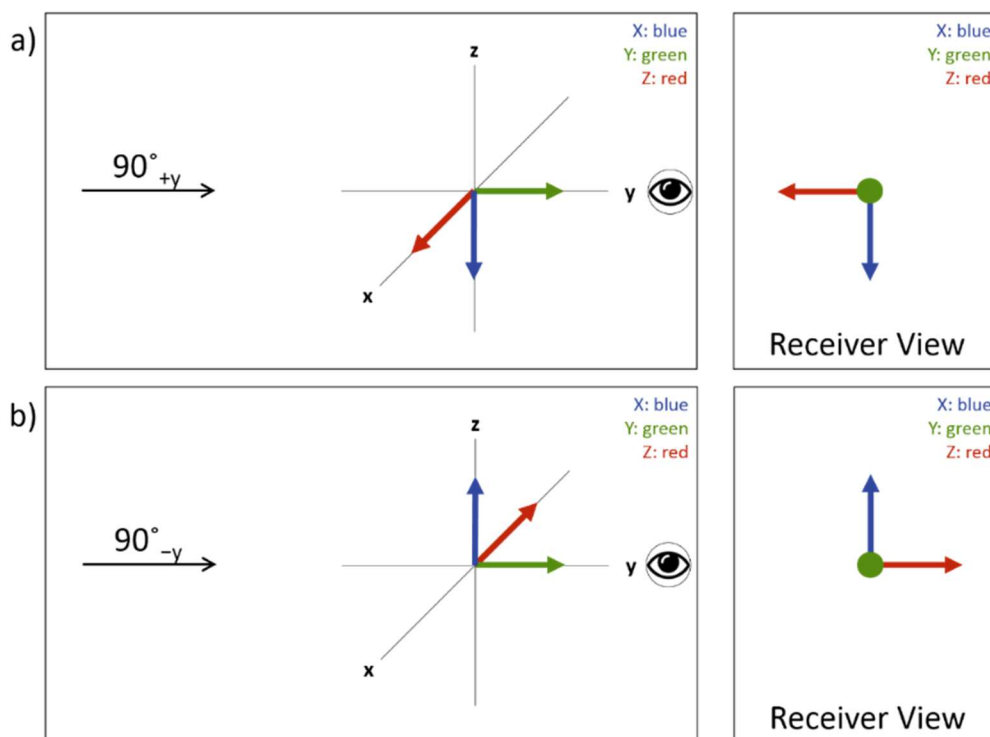 a)
X: blue
Y: green
Z: red
z
90°+y
y
x
X: blue
Y: green
Z: red
Receiver View
b)
X: blue
Y: green
Z: red
z
90°−y
y
x
X: blue
Y: green
Z: red
Receiver View